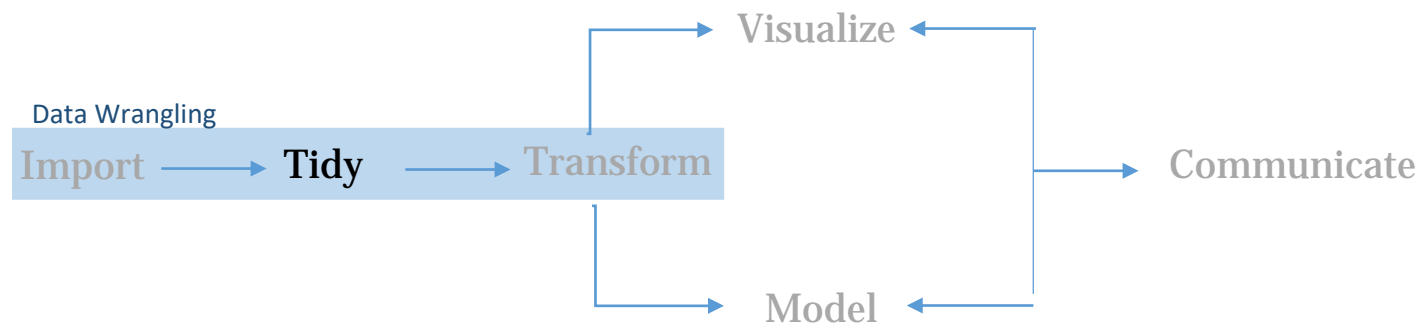 Visualize
Data Wrangling
Import Tidy Transform
Communicate
Model